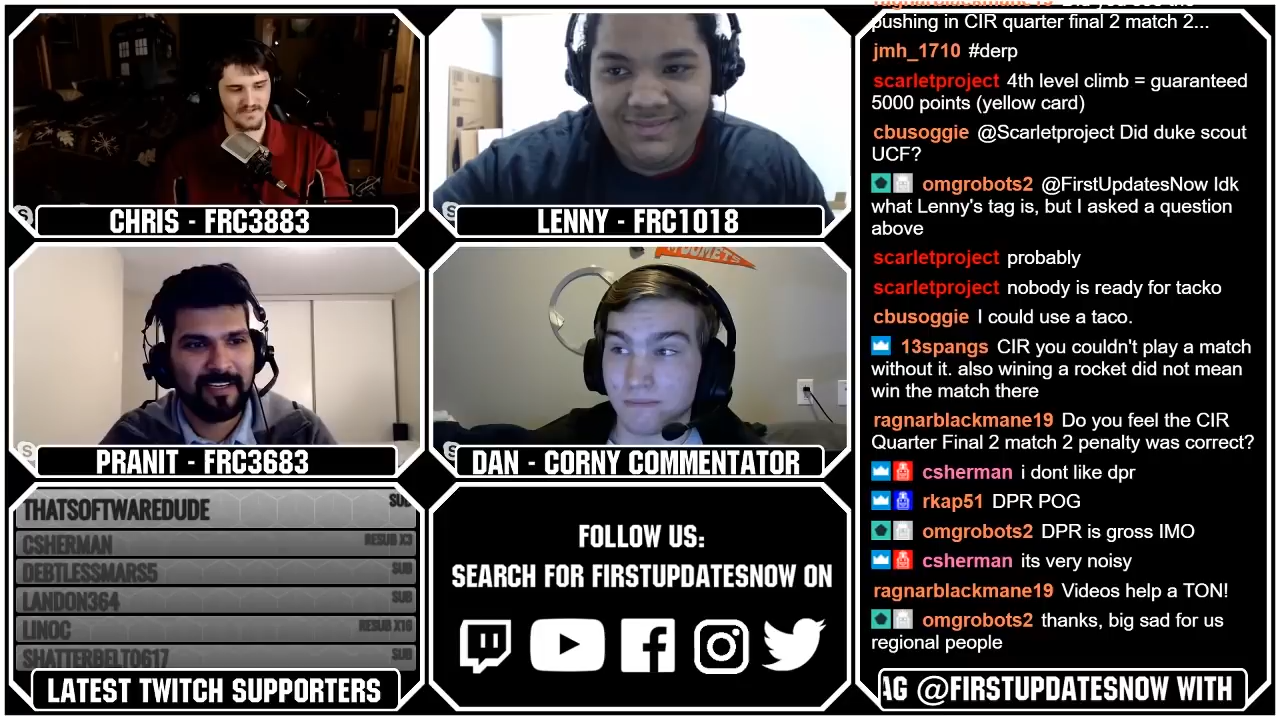 CHRIS - FRC3883
LENNY - FRC1018
PRANIT - FRC3683
DAN - CORNY COMMENTATOR
THATSOFTWAREDUDE SUB
CSHERMAN RESUB X3
DEBTLESSMARS5 SUB
LANDON364 SUB
LINOC RESUB X16
SHATTERBELT0617 SUB
LATEST TWITCH SUPPORTERS
FOLLOW US:
SEARCH FOR FIRSTUPDATESNOW ON
pushing in CIR quarter final 2 match 2...
jmh_1710 #derp
scarletproject 4th level climb = guaranteed
5000 points (yellow card)
cbusoggie @Scarletproject Did duke scout
UCF?
omgrobots2 @FirstUpdatesNow Idk
what Lenny's tag is, but I asked a question
above
scarletproject probably
scarletproject nobody is ready for tacko
cbusoggie I could use a taco.
13spangs CIR you couldn't play a match
without it. also wining a rocket did not mean
win the match there
ragnarblackmane19 Do you feel the CIR
Quarter Final 2 match 2 penalty was correct?
csherman i dont like dpr
rkap51 DPR POG
omgrobots2 DPR is gross IMO
csherman its very noisy
ragnarblackmane19 Videos help a TON!
omgrobots2 thanks, big sad for us
regional people
AG @FIRSTUPDATESNOW WITH